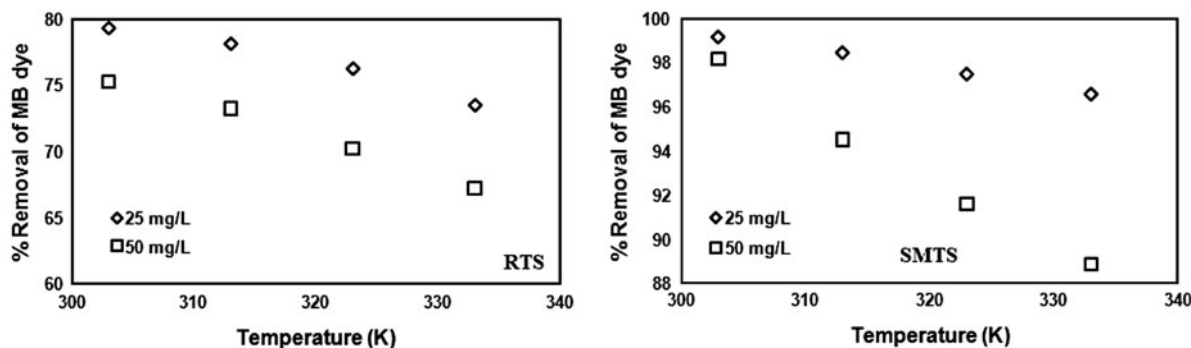 % Removal of MB dye
80
75
70
65
60
25 mg/L
50 mg/L
RTS
300
310
320
330
340
Temperature (K)
% Removal of MB dye
100
98
96
94
92
90
88
25 mg/L
50 mg/L
SMTS
300
310
320
330
340
Temperature (K)